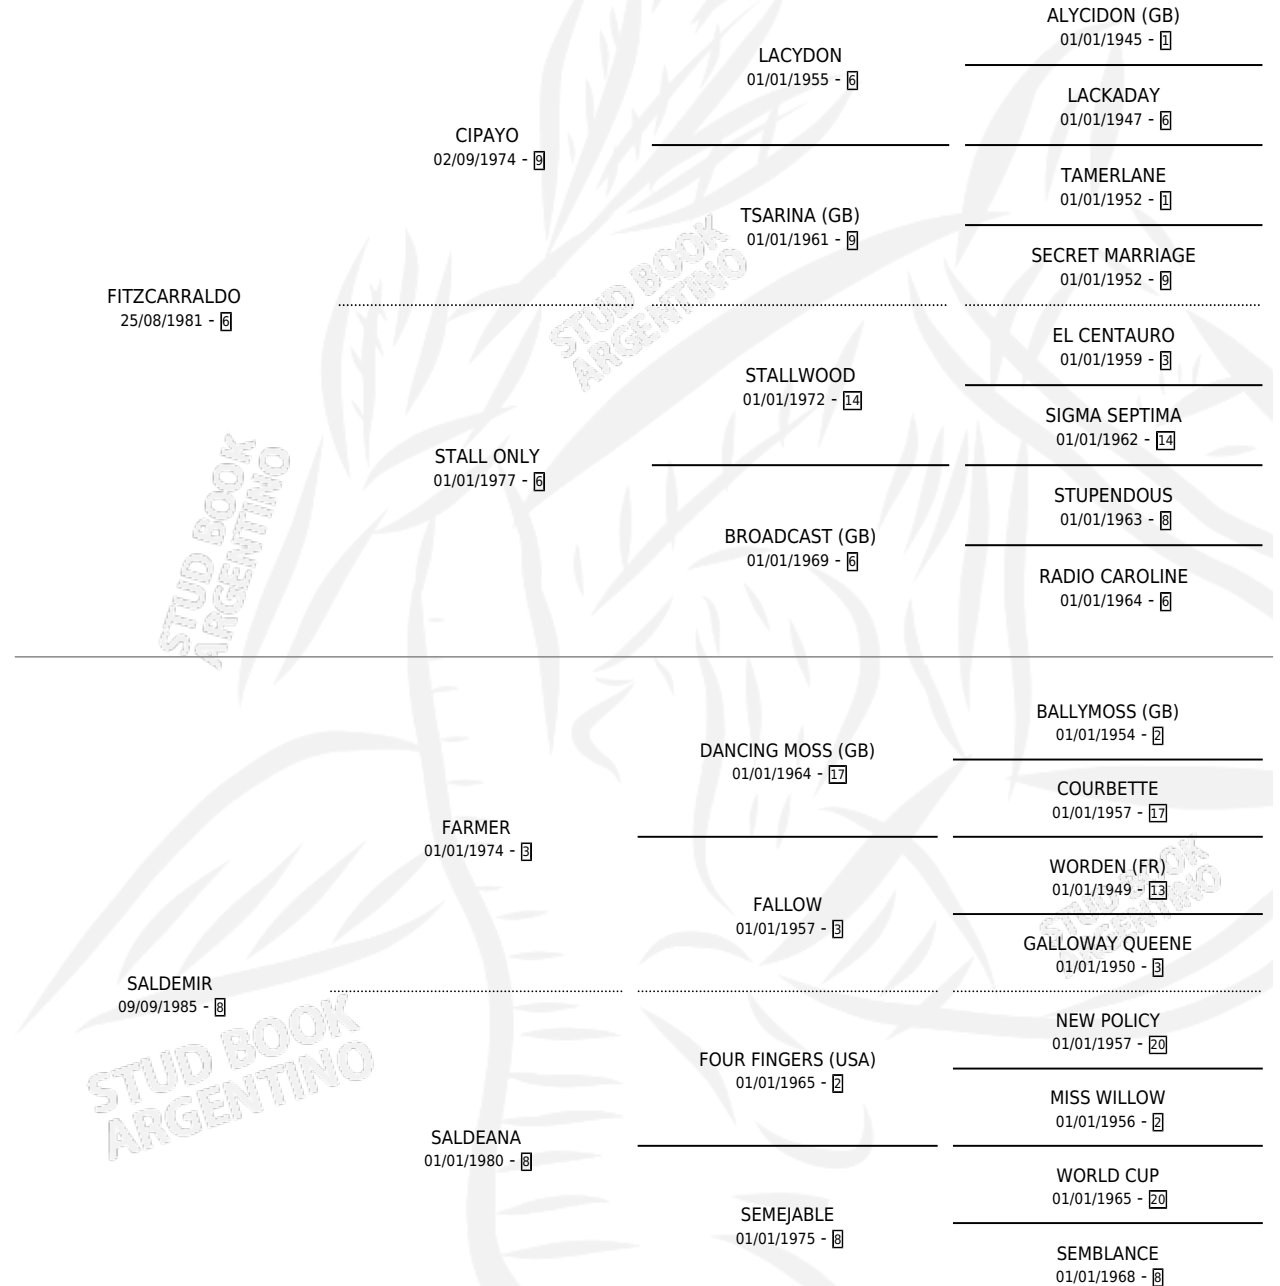 ALYCIDON (GB)
01/01/1945 - 1
LACYDON
01/01/1955 - 6
LACKADAY
01/01/1947 - 6
CIPAYO
02/09/1974 - 9
TAMERLANE
01/01/1952 - 1
TSARINA (GB)
01/01/1961 - 9
SECRET MARRIAGE
01/01/1952 - 9
FITZCARRALDO
25/08/1981 - 6
STUD BOOK
ARGENTINO
EL CENTAURO
01/01/1959 - 3
STALLWOOD
01/01/1972 - 14
SIGMA SEPTIMA
01/01/1962 - 14
STALL ONLY
01/01/1977 - 6
STUPENDOUS
01/01/1963 - 8
BROADCAST (GB)
01/01/1969 - 6
RADIO CAROLINE
01/01/1964 - 6
STUD BOOK
ARGENTINO
BALLYMOSS (GB)
01/01/1954 - 2
DANCING MOSS (GB)
01/01/1964 - 17
COURBETTE
01/01/1957 - 17
FARMER
01/01/1974 - 3
WORDEN (FR)
01/01/1949 - 13
FALLOW
01/01/1957 - 3
GALLOWAY QUEENE
01/01/1950 - 3
STUD BOOK
ARGENTINO
SALDEMIR
09/09/1985 - 8
NEW POLICY
01/01/1957 - 20
FOUR FINGERS (USA)
01/01/1965 - 2
MISS WILLOW
01/01/1956 - 2
STUD BOOK
ARGENTINO
SALDEANA
01/01/1980 - 8
WORLD CUP
01/01/1965 - 20
SEMEJABLE
01/01/1975 - 8
SEMBLANCE
01/01/1968 - 8